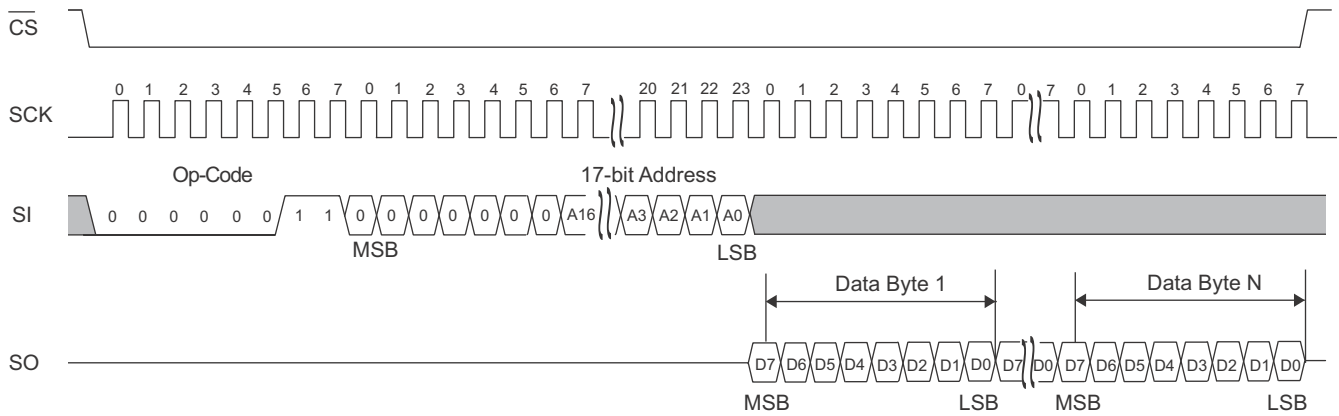 CS
0 1 2 3 4 5 6 7 0 1 2 3 4 5 6 7 20 21 22 23 0 1 2 3 4 5 6 7 0 7 0 1 2 3 4 5 6 7
SCK
Op-Code 17-bit Address
SI 0 0 0 0 0 0 1 1 0 0 0 0 0 0 0 A16 A3 A2 A1 A0
MSB LSB
Data Byte 1 Data Byte N
SO D7 D6 D5 D4 D3 D2 D1 D0 D7 D0 D7 D6 D5 D4 D3 D2 D1 D0
MSB LSB MSB LSB